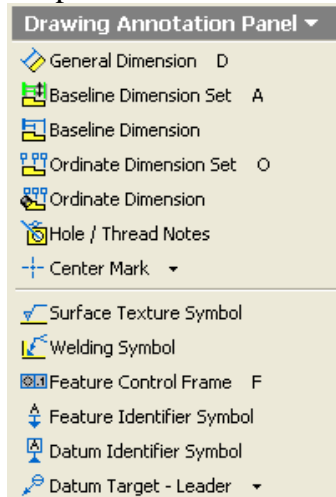 Drawing Annotation Panel
General Dimension D
Baseline Dimension Set A
Baseline Dimension
Ordinate Dimension Set O
Ordinate Dimension
Hole / Thread Notes
Center Mark
Surface Texture Symbol
Welding Symbol
Feature Control Frame F
Feature Identifier Symbol
Datum Identifier Symbol
Datum Target - Leader